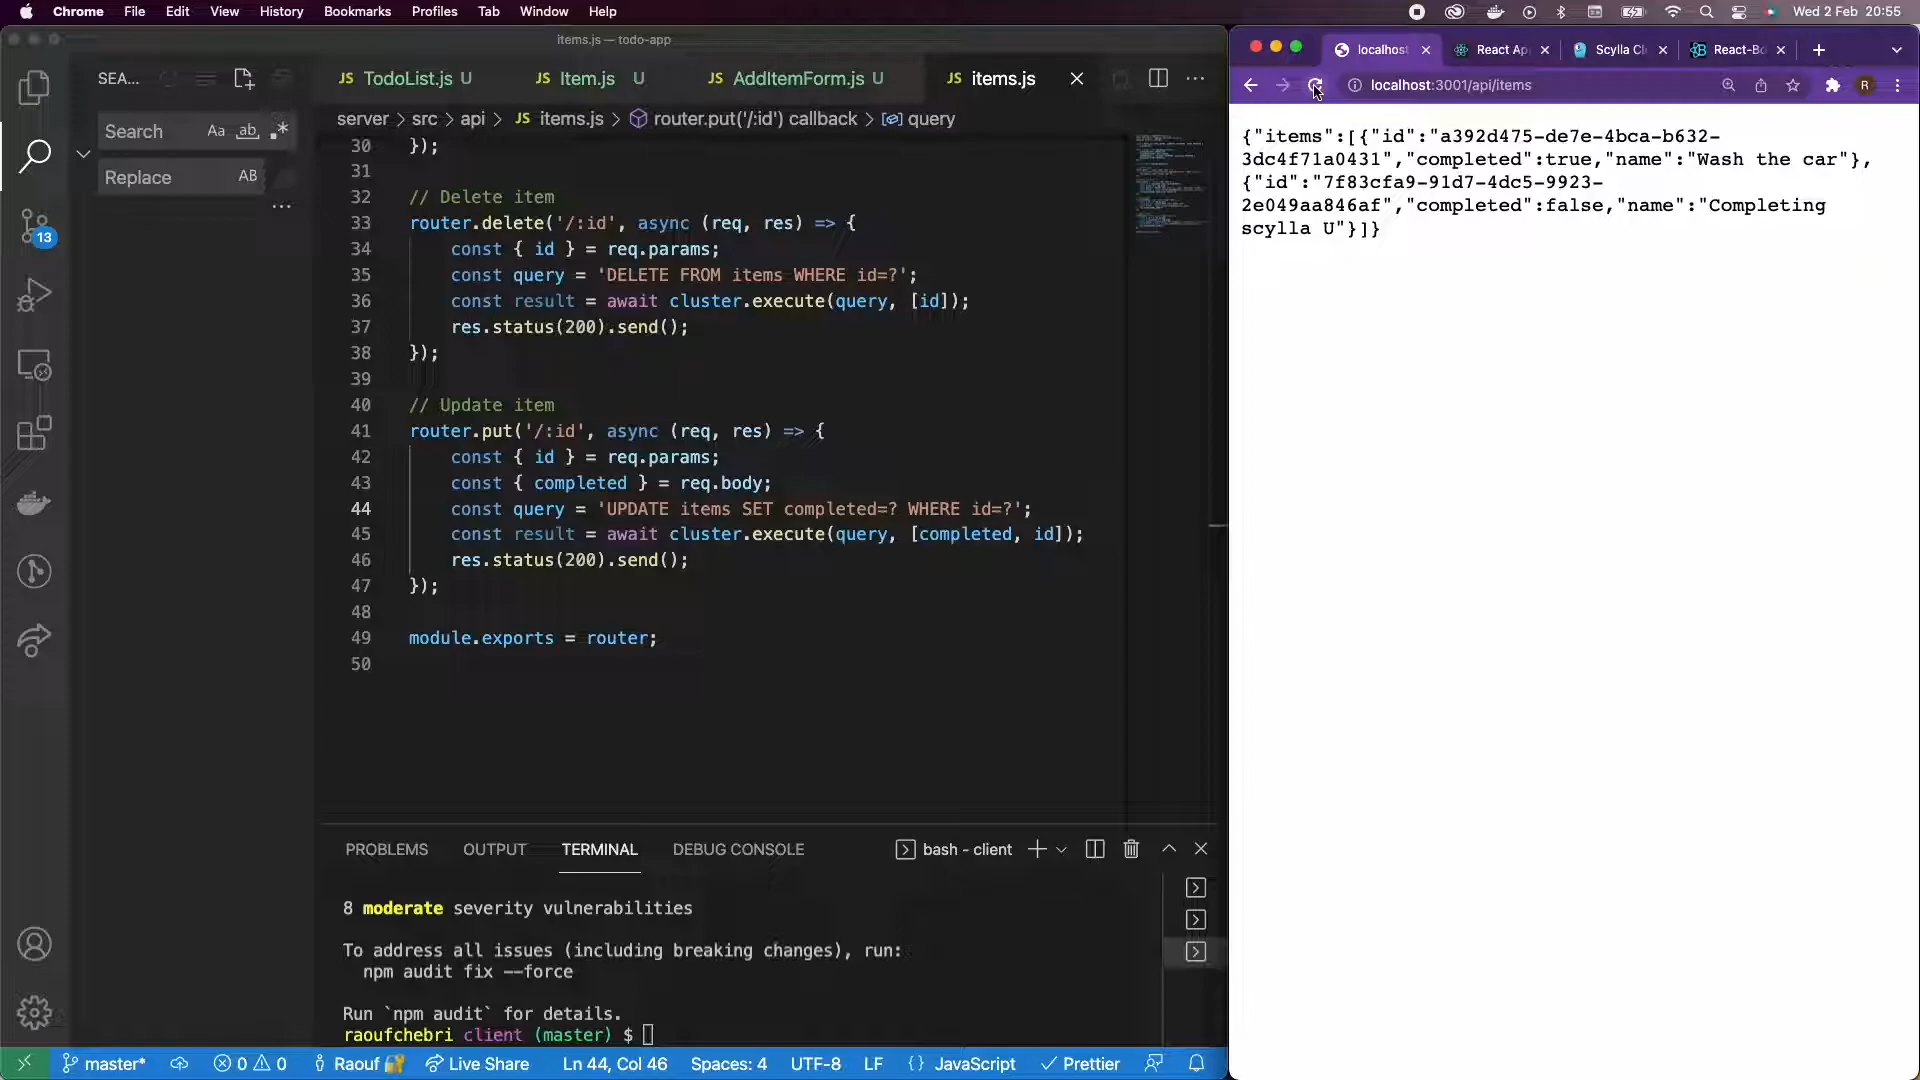 Chrome File Edit View History Bookmarks Profiles Tab Window Help
Wed 2 Feb 20:55
items.js — todo-app
SEA...
JS TodoList.js U
JS Item.js U
JS AddItemForm.js U
JS items.js
server > src > api > JS items.js > router.put('/:id') callback > query
Search Aa ab .*
Replace AB
...
13
30 });
31
32 // Delete item
33 router.delete('/:id', async (req, res) => {
34 const { id } = req.params;
35 const query = 'DELETE FROM items WHERE id=?';
36 const result = await cluster.execute(query, [id]);
37 res.status(200).send();
38 });
39
40 // Update item
41 router.put('/:id', async (req, res) => {
42 const { id } = req.params;
43 const { completed } = req.body;
44 const query = 'UPDATE items SET completed=? WHERE id=?';
45 const result = await cluster.execute(query, [completed, id]);
46 res.status(200).send();
47 });
48
49 module.exports = router;
50
PROBLEMS OUTPUT TERMINAL DEBUG CONSOLE
bash - client
8 moderate severity vulnerabilities
To address all issues (including breaking changes), run:
npm audit fix --force
Run `npm audit` for details.
raoufchebri client (master) $
master* 0 0 Raouf Live Share Ln 44, Col 46 Spaces: 4 UTF-8 LF {} JavaScript Prettier
localhost React Ap Scylla Cl React-Bo
localhost:3001/api/items
R
{"items":[{"id":"a392d475-de7e-4bca-b632-
3dc4f71a0431","completed":true,"name":"Wash the car"},
{"id":"7f83cfa9-91d7-4dc5-9923-
2e049aa846af","completed":false,"name":"Completing
scylla U"}]}